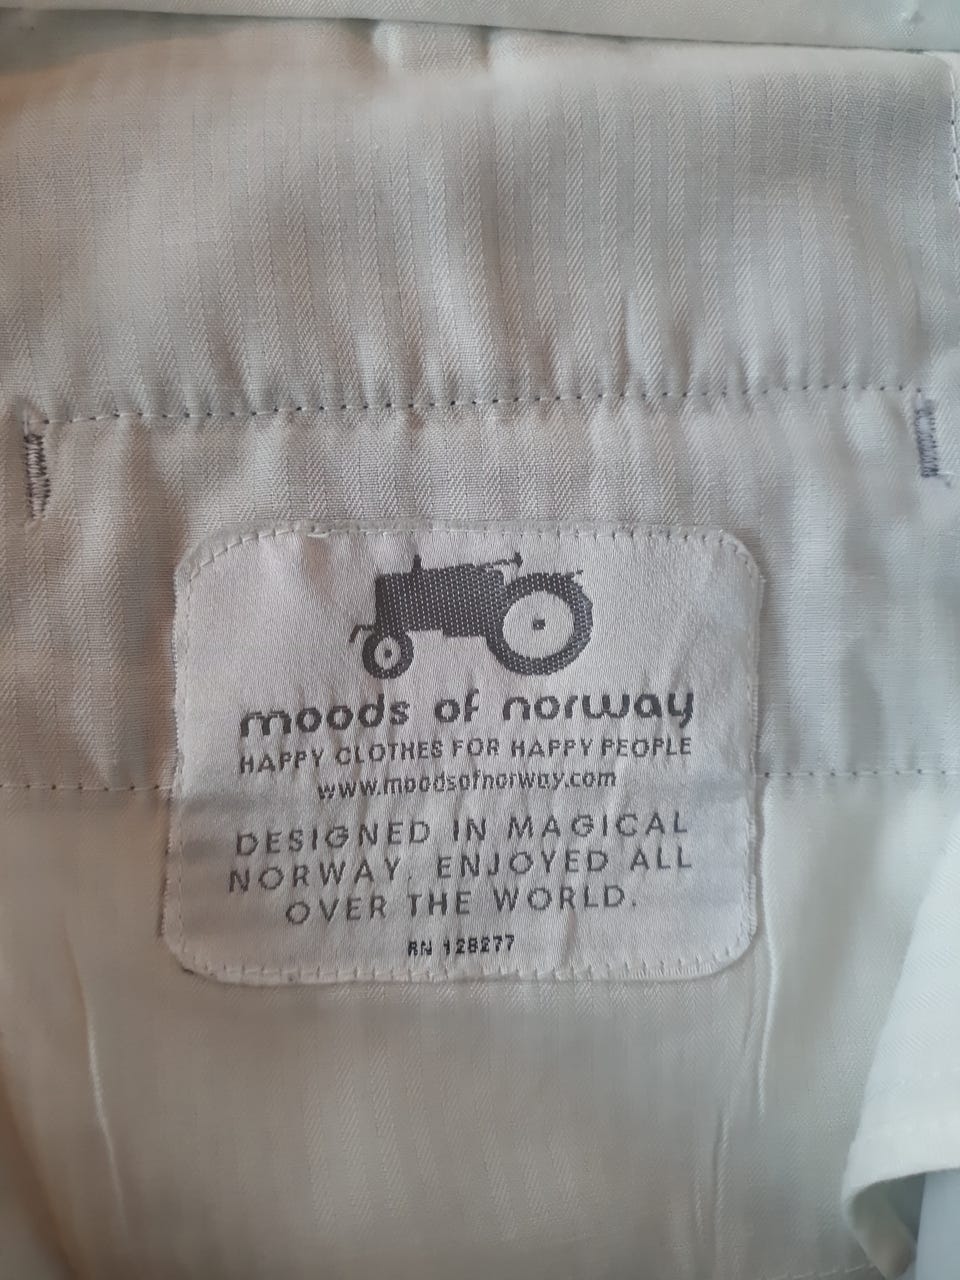 moods of norway
HAPPY CLOTHES FOR HAPPY PEOPLE
www.moodsofnorway.com
DESIGNED IN MAGICAL
NORWAY. ENJOYED ALL
OVER THE WORLD.
RN 128277